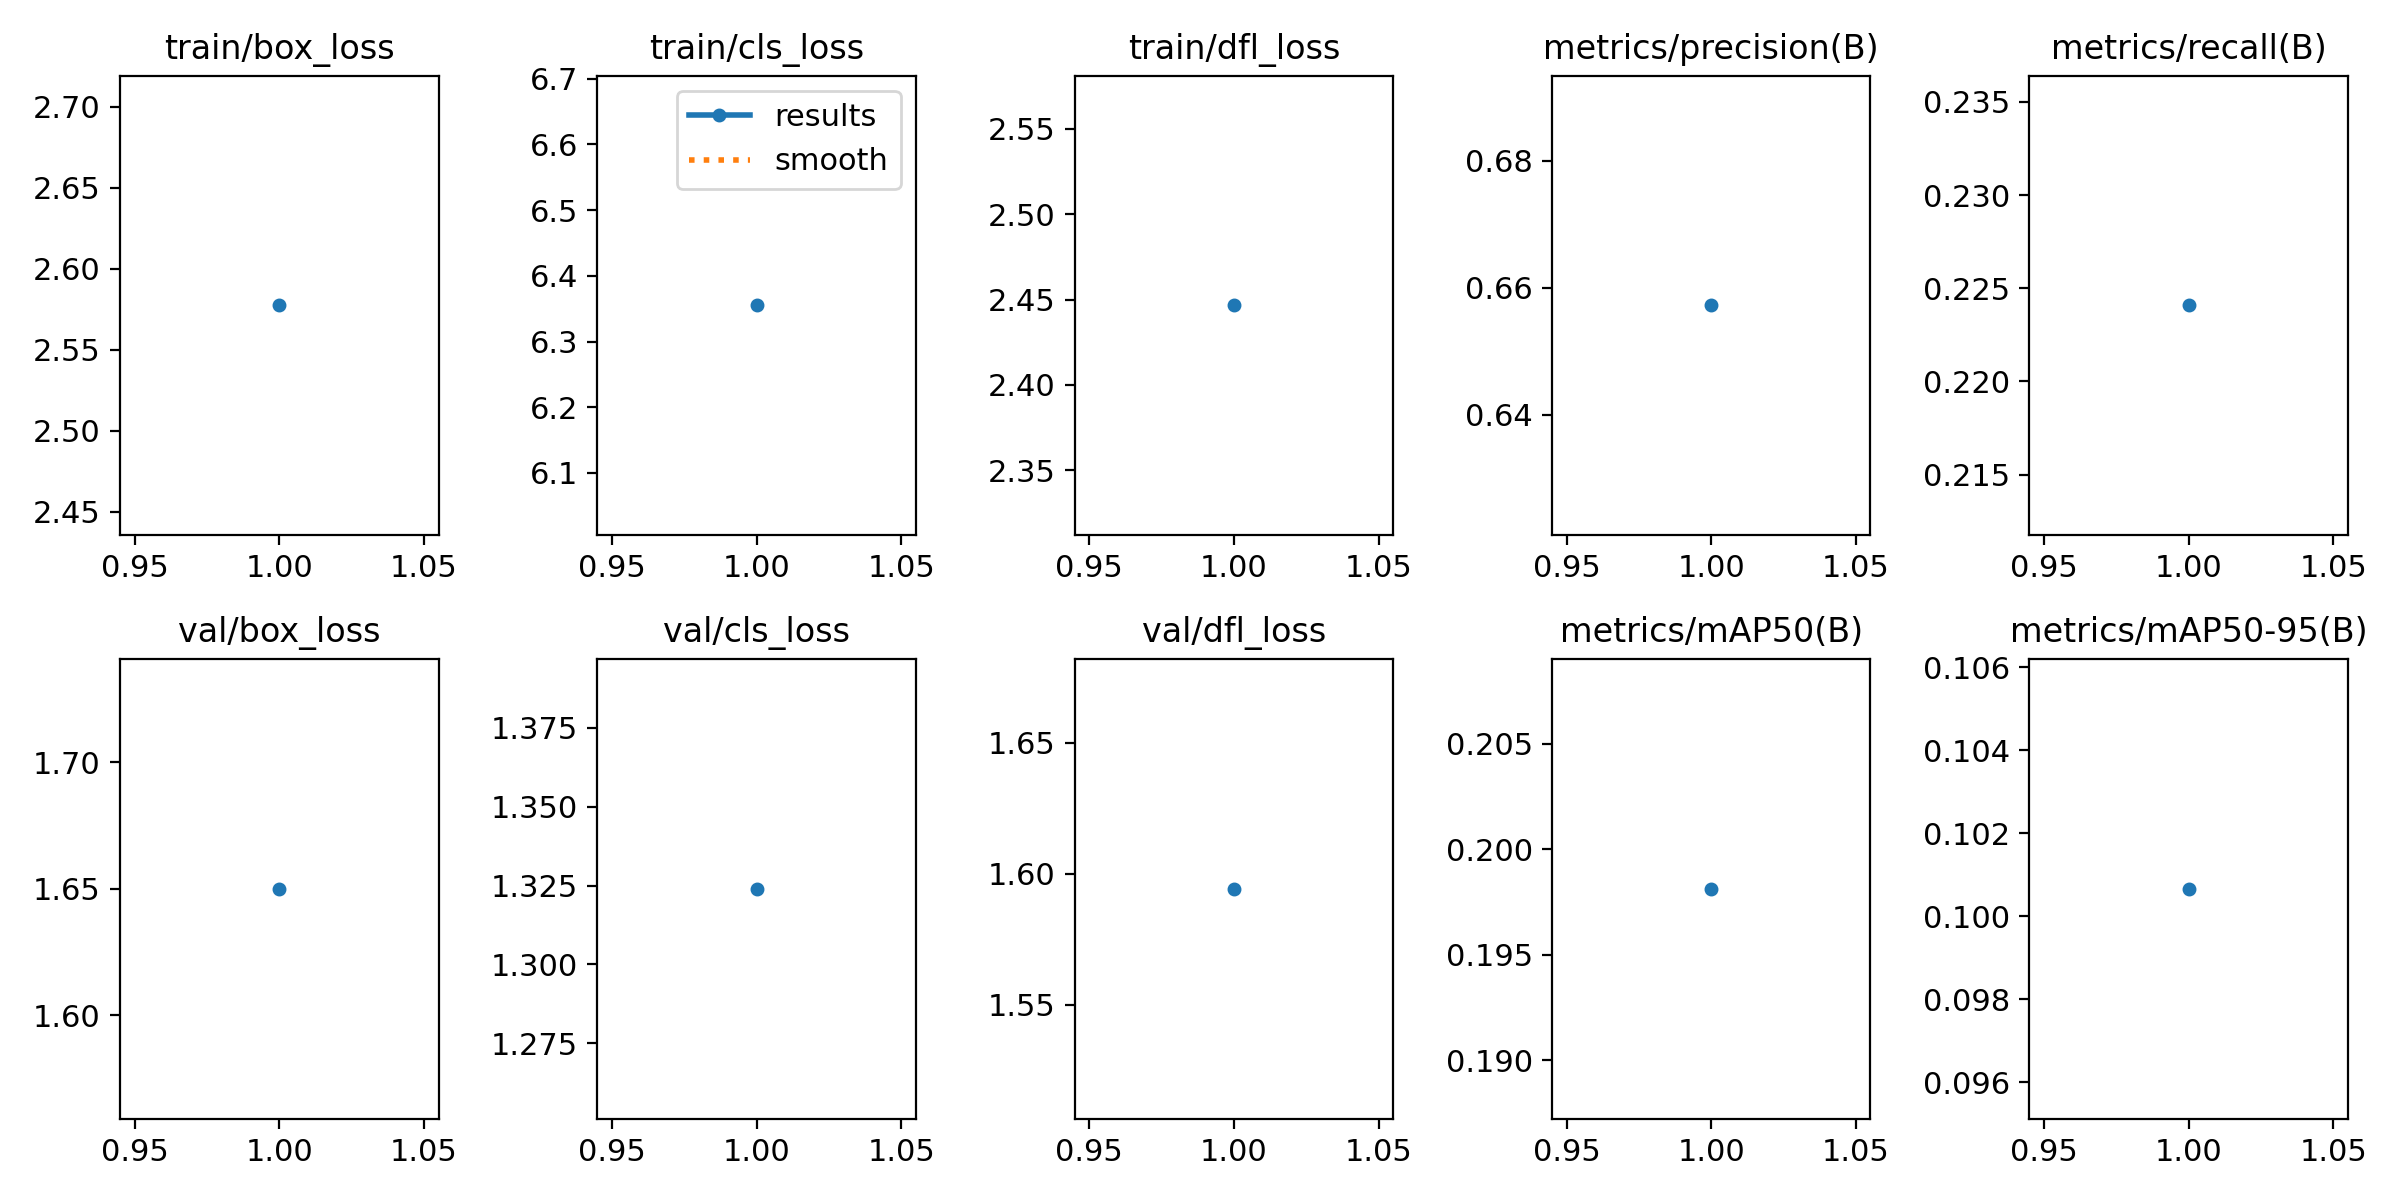 train/box_loss
2.70
2.65
2.60
2.55
2.50
2.45
0.95 1.00 1.05
train/cls_loss
6.7
6.6
6.5
6.4
6.3
6.2
6.1
results
smooth
0.95 1.00 1.05
train/dfl_loss
2.55
2.50
2.45
2.40
2.35
0.95 1.00 1.05
metrics/precision(B)
0.68
0.66
0.64
0.95 1.00 1.05
metrics/recall(B)
0.235
0.230
0.225
0.220
0.215
0.95 1.00 1.05
val/box_loss
1.70
1.65
1.60
0.95 1.00 1.05
val/cls_loss
1.375
1.350
1.325
1.300
1.275
0.95 1.00 1.05
val/dfl_loss
1.65
1.60
1.55
0.95 1.00 1.05
metrics/mAP50(B)
0.205
0.200
0.195
0.190
0.95 1.00 1.05
metrics/mAP50-95(B)
0.106
0.104
0.102
0.100
0.098
0.096
0.95 1.00 1.05